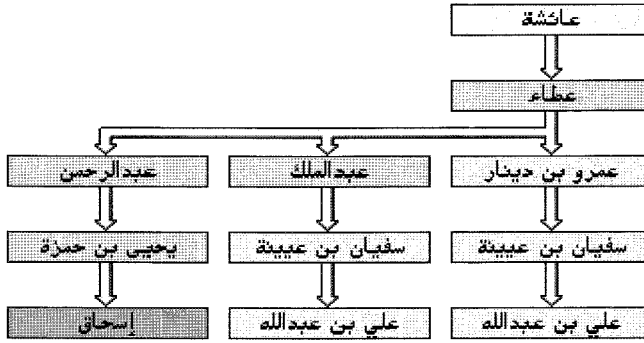 عائشة
عطاء
عمرو بن دينار
عبدالملك
عبدالرحمن
سفيان بن عيينة
سفيان بن عيينة
يحيى بن حمزة
علي بن عبدالله
علي بن عبدالله
إسحاق